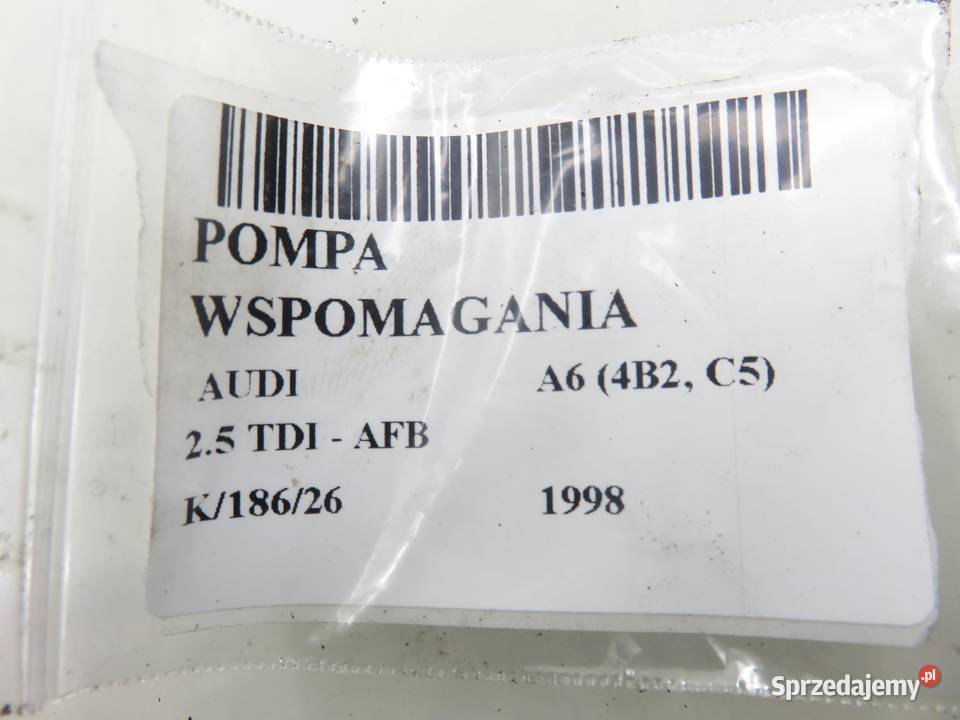 POMPA
WSPOMAGANIA
AUDI A6 (4B2, C5)
2.5 TDI - AFB
K/186/26 1998
Sprzedajemy.pl